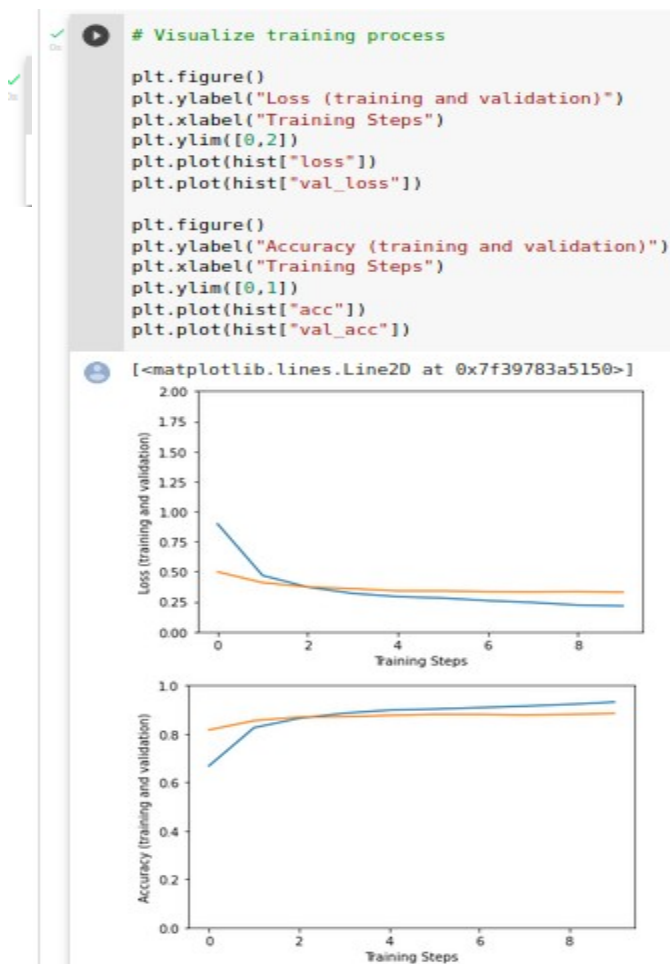 # Visualize training process
plt.figure()
plt.ylabel("Loss (training and validation)")
plt.xlabel("Training Steps")
plt.ylim([0,2])
plt.plot(hist["loss"])
plt.plot(hist["val_loss"])
plt.figure()
plt.ylabel("Accuracy (training and validation)")
plt.xlabel("Training Steps")
plt.ylim([0,1])
plt.plot(hist["acc"])
plt.plot(hist["val_acc"])
[<matplotlib.lines.Line2D at 0x7f39783a5150>]
2.00
1.75
1.50
1.25
1.00
0.75
0.50
0.25
0.00
Loss (training and validation)
0 2 4 6 8
Training Steps
1.0
0.8
0.6
0.4
0.2
0.0
Accuracy (training and validation)
0 2 4 6 8
Training Steps